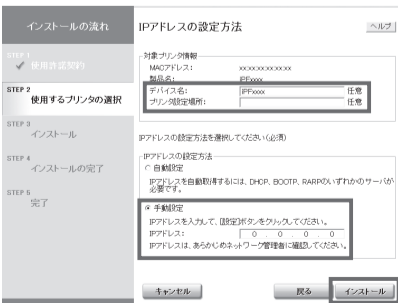 インストールの流れ
STEP 1
使用許諾契約
STEP 2
使用するプリンタの選択
STEP 3
インストール
STEP 4
インストールの完了
STEP 5
完了
IPアドレスの設定方法
ヘルプ
対象プリンタ情報
MACアドレス: xxxxxxxxxxxx
製品名: iPFxxxx
デバイス名: iPFxxxx 任意
プリンタ設定場所: 任意
IPアドレスの設定方法を選択してください(必須)
IPアドレスの設定方法
自動設定
IPアドレスを自動取得するには、DHCP、BOOTP、RARPのいずれかのサーバが
必要です。
手動設定
IPアドレスを入力して、[設定]ボタンをクリックしてください。
IPアドレス: 0 . 0 . 0 . 0
IPアドレスは、あらかじめネットワーク管理者に確認してください。
キャンセル
戻る
インストール